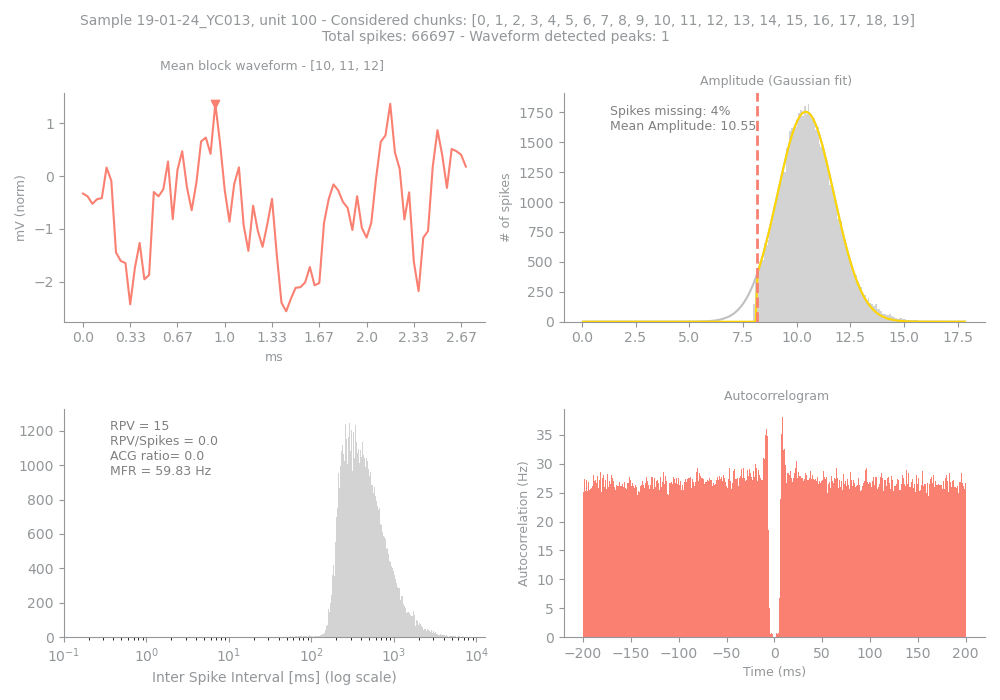 Sample 19-01-24_YC013, unit 100 - Considered chunks: [0, 1, 2, 3, 4, 5, 6, 7, 8, 9, 10, 11, 12, 13, 14, 15, 16, 17, 18, 19]
Total spikes: 66697 - Waveform detected peaks: 1
Mean block waveform - [10, 11, 12]
mV (norm)
1
0
−1
−2
0.0 0.33 0.67 1.0 1.33 1.67 2.0 2.33 2.67
ms
Amplitude (Gaussian fit)
Spikes missing: 4%
Mean Amplitude: 10.55
# of spikes
1750
1500
1250
1000
750
500
250
0
0.0 2.5 5.0 7.5 10.0 12.5 15.0 17.5
RPV = 15
RPV/Spikes = 0.0
ACG ratio= 0.0
MFR = 59.83 Hz
1200
1000
800
600
400
200
0
10⁻¹ 10⁰ 10¹ 10² 10³ 10⁴
Inter Spike Interval [ms] (log scale)
Autocorrelogram
Autocorrelation (Hz)
35
30
25
20
15
10
5
0
−200 −150 −100 −50 0 50 100 150 200
Time (ms)